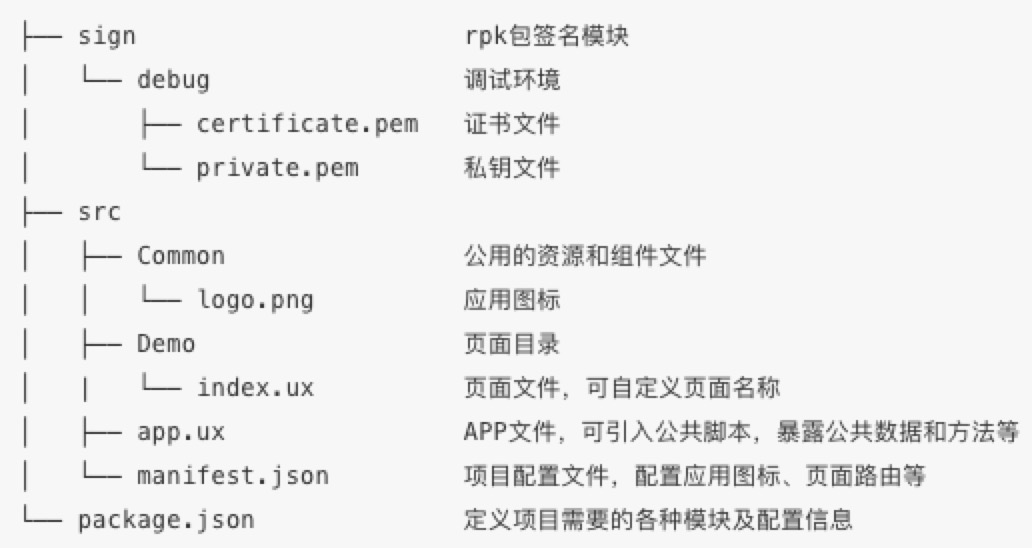 ├── sign                      rpk包签名模块
│   └── debug                 调试环境
│       ├── certificate.pem   证书文件
│       └── private.pem       私钥文件
├── src
│   ├── Common                公用的资源和组件文件
│   │   └── logo.png          应用图标
│   ├── Demo                  页面目录
│   |   └── index.ux          页面文件，可自定义页面名称
│   ├── app.ux                APP文件，可引入公共脚本，暴露公共数据和方法等
│   └── manifest.json         项目配置文件，配置应用图标、页面路由等
└── package.json              定义项目需要的各种模块及配置信息